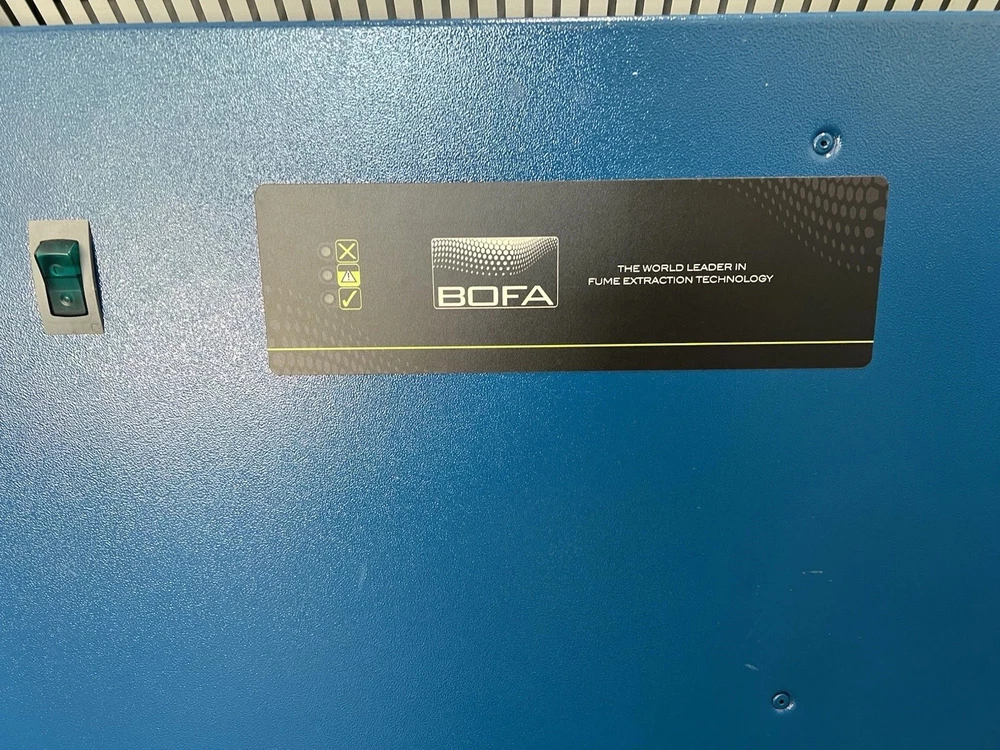 BOFA
THE WORLD LEADER IN
FUME EXTRACTION TECHNOLOGY